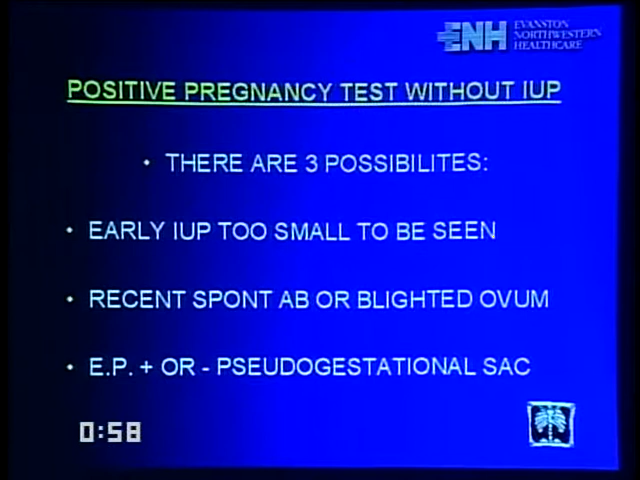 ENH EVANSTON
NORTHWESTERN
HEALTHCARE
POSITIVE PREGNANCY TEST WITHOUT IUP
• THERE ARE 3 POSSIBILITES:
• EARLY IUP TOO SMALL TO BE SEEN
• RECENT SPONT AB OR BLIGHTED OVUM
• E.P. + OR - PSEUDOGESTATIONAL SAC
0:58